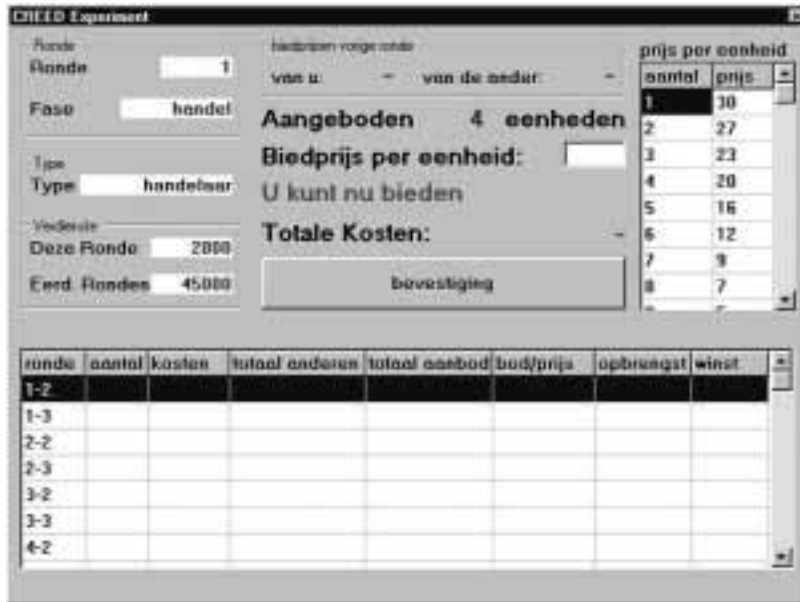 CREED Experiment
Ronde
Ronde 1
Fase handel
Type
Type handelaar
Verdienste
Deze Ronde 2000
Eerd. Ronden 45000
biedprijzen vorige ronde
van u: - van de ander: -
Aangeboden 4 eenheden
Biedprijs per eenheid:
U kunt nu bieden
Totale Kosten: -
bevestiging
prijs per eenheid
aantal prijs
1 30
2 27
3 23
4 20
5 16
6 12
7 9
8 7
ronde aantal kosten totaal anderen totaal aanbod bod/prijs opbrengst winst
1-2
1-3
2-2
2-3
3-2
3-3
4-2